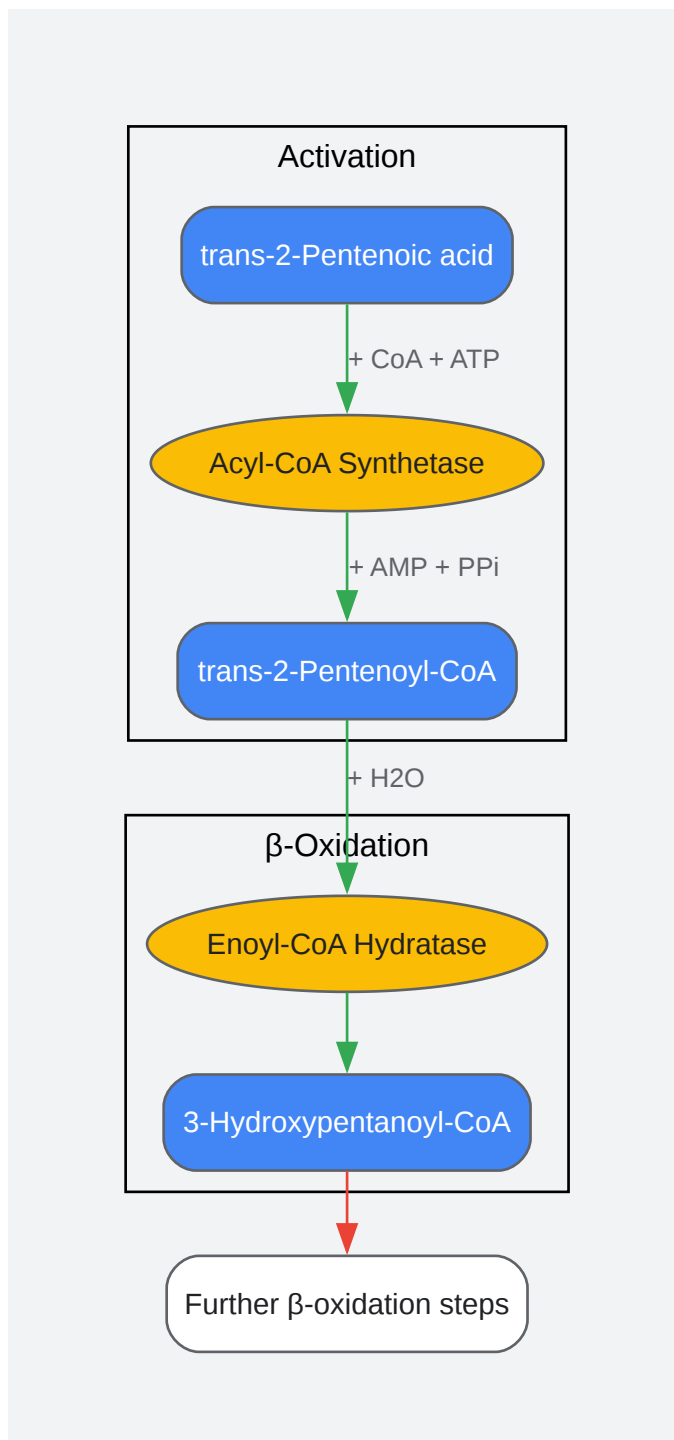 Activation
trans-2-Pentenoic acid
+ CoA + ATP
Acyl-CoA Synthetase
+ AMP + PPi
trans-2-Pentenoyl-CoA
+ H2O
β-Oxidation
Enoyl-CoA Hydratase
3-Hydroxypentanoyl-CoA
Further β-oxidation steps